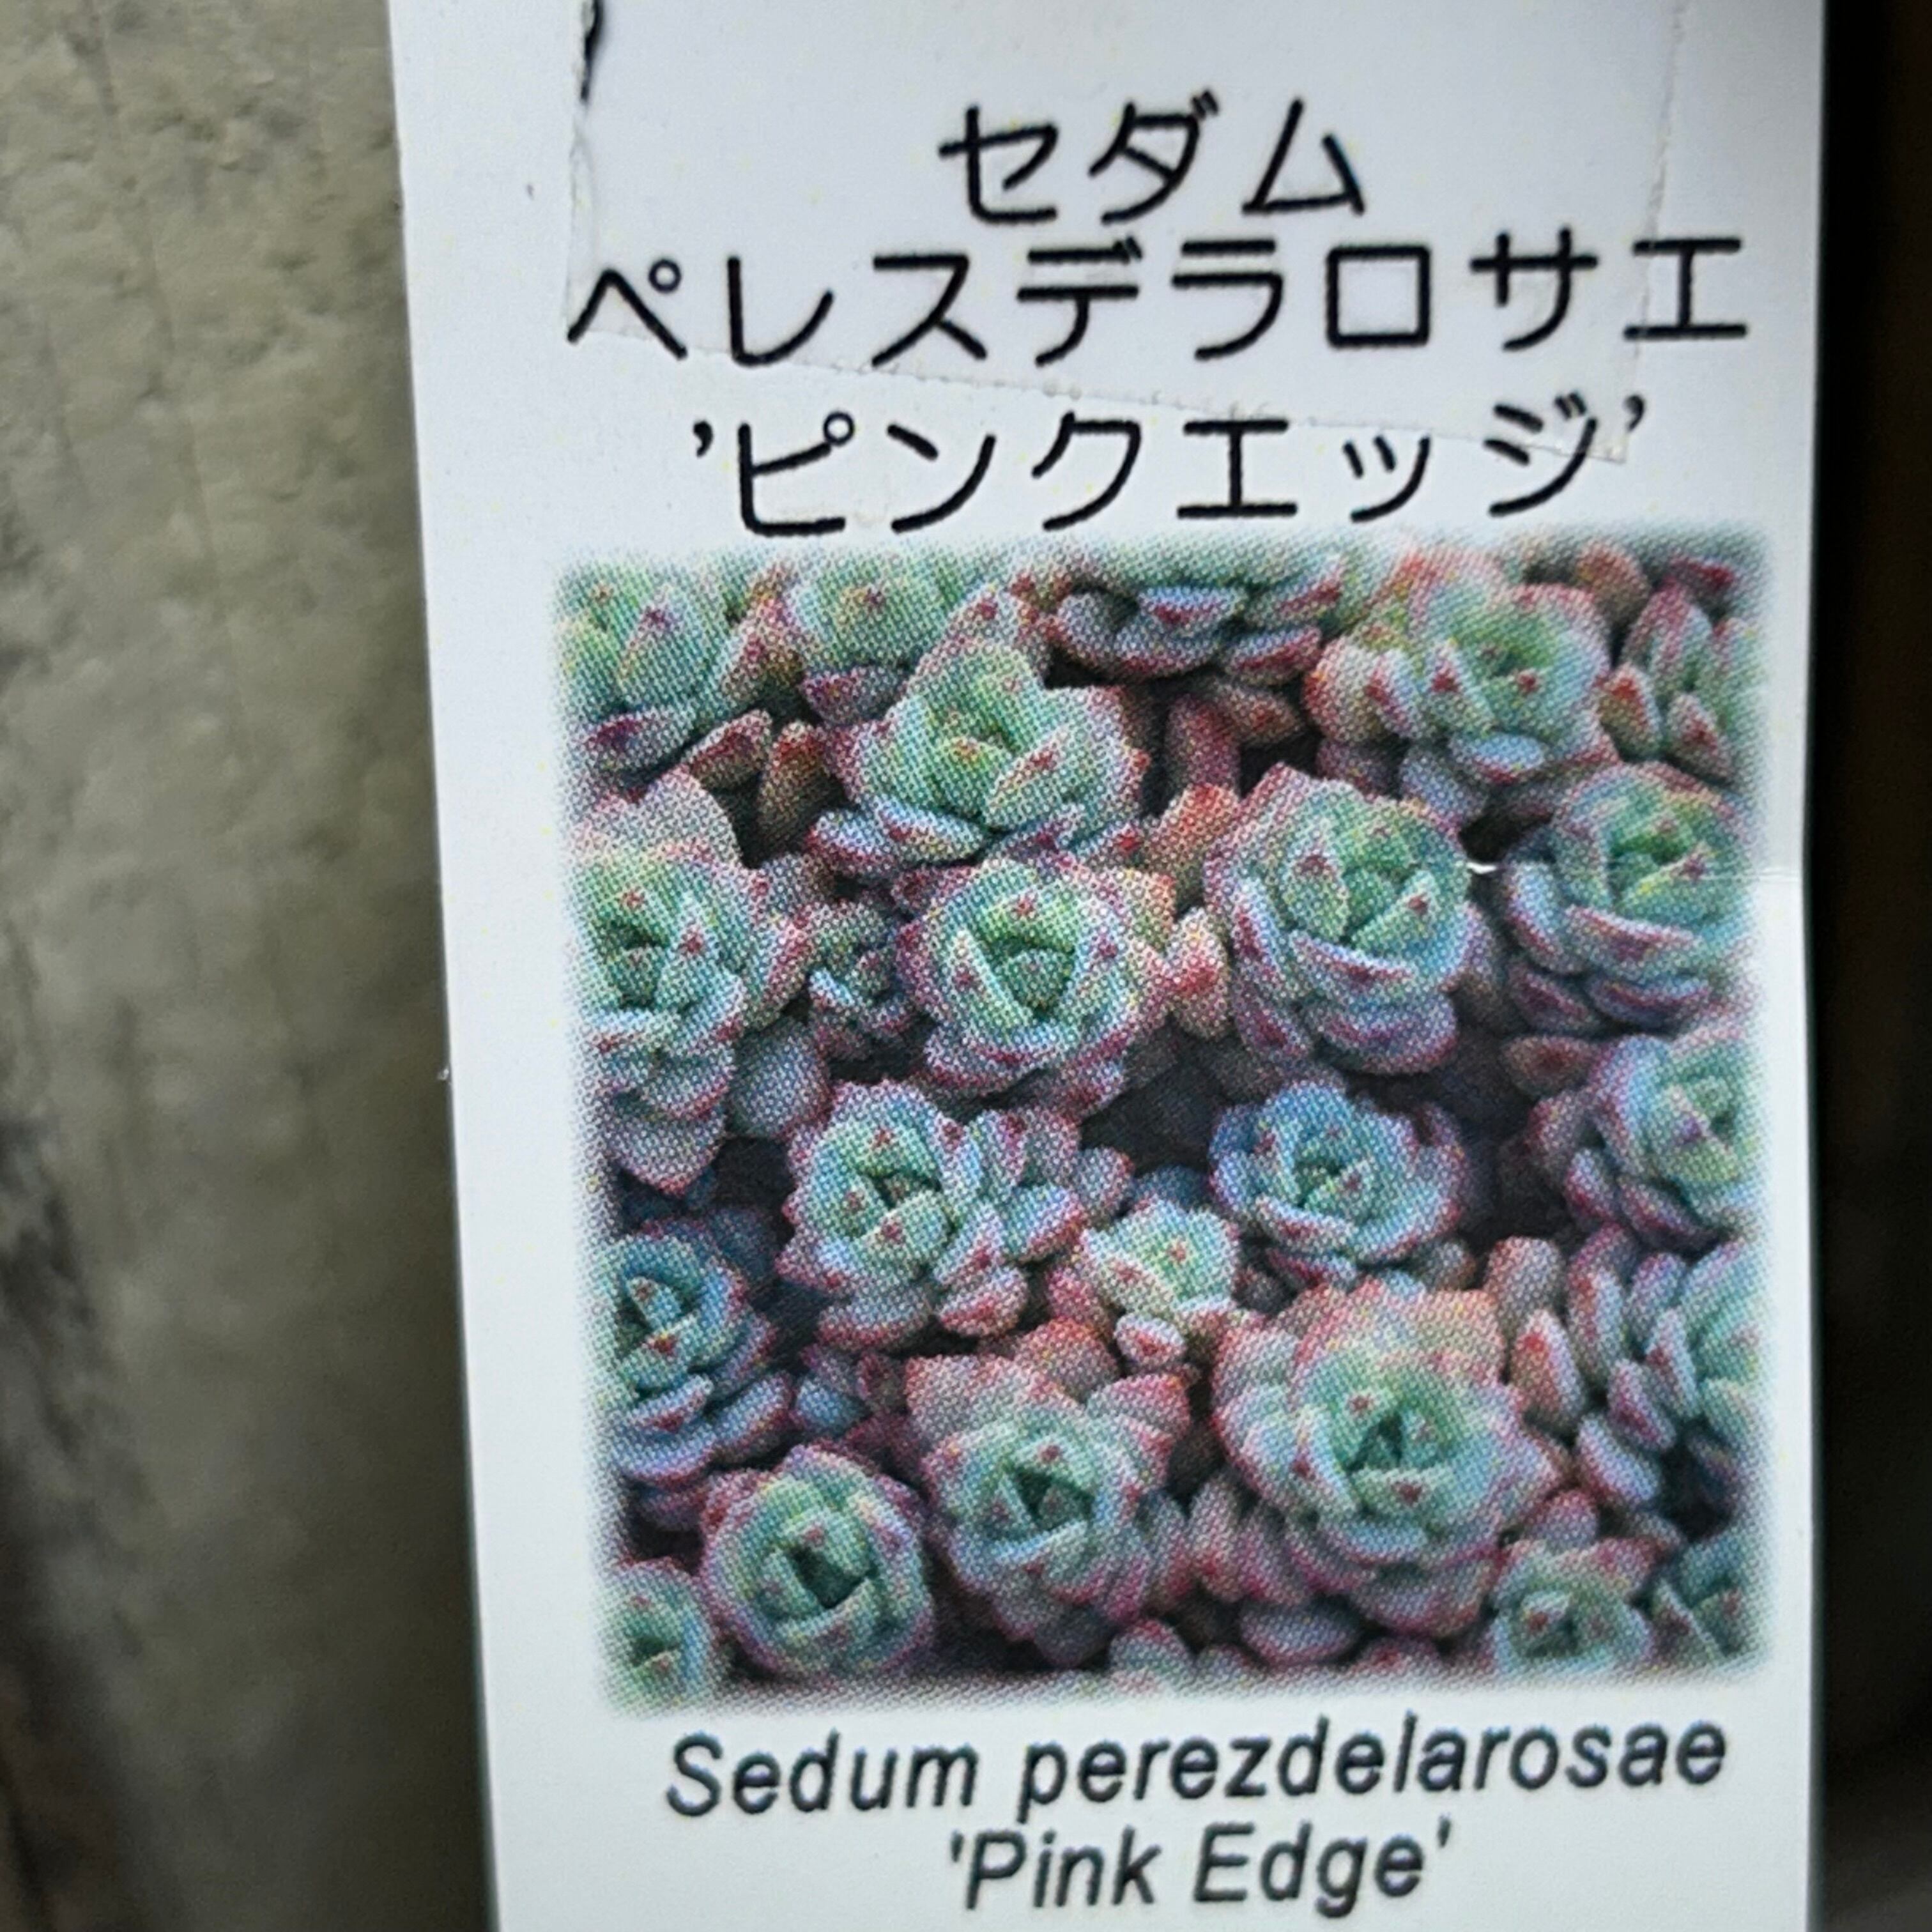 セダム
ペレスデラロサエ
’ピンクエッジ’
Sedum perezdelarosae
'Pink Edge'